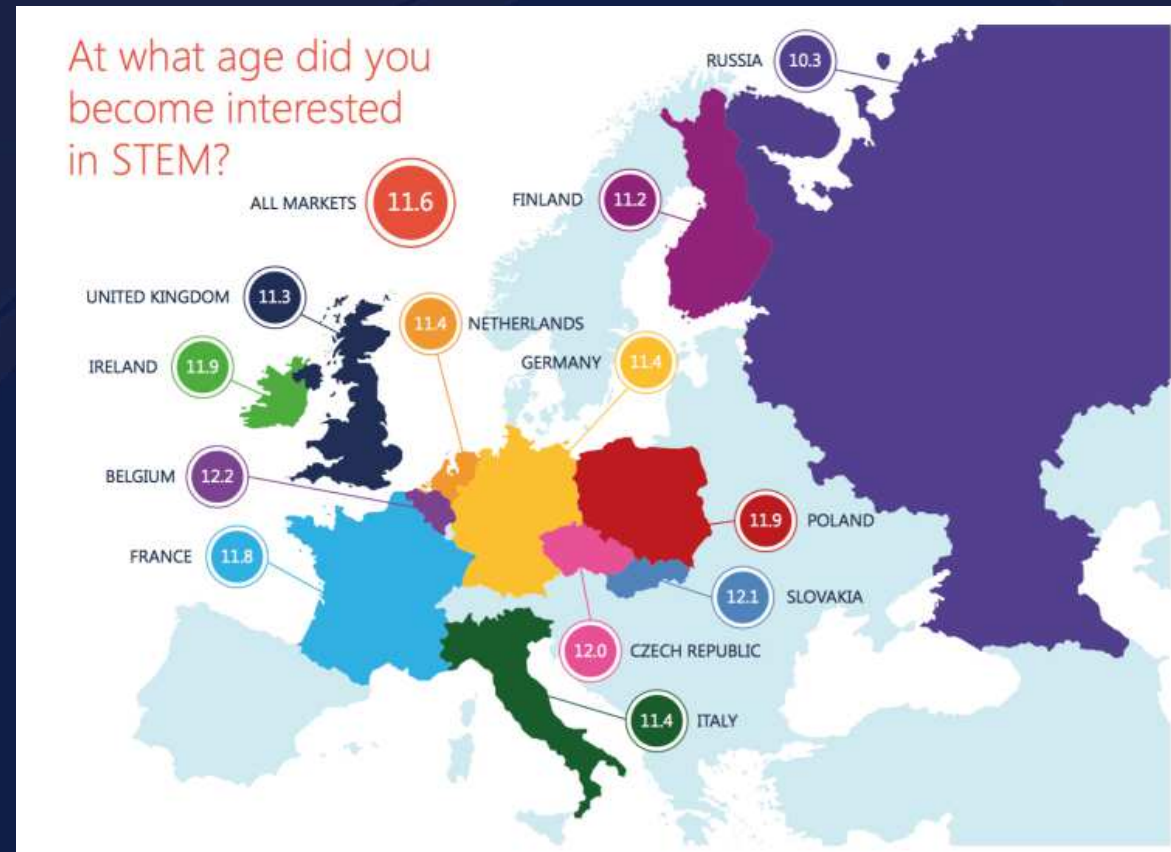 At what age did you
become interested
in STEM?
RUSSIA 10.3
ALL MARKETS 11.6
FINLAND 11.2
UNITED KINGDOM 11.3
11.4 NETHERLANDS
IRELAND 11.9
GERMANY 11.4
BELGIUM 12.2
11.9 POLAND
FRANCE 11.8
12.1 SLOVAKIA
12.0 CZECH REPUBLIC
11.4 ITALY